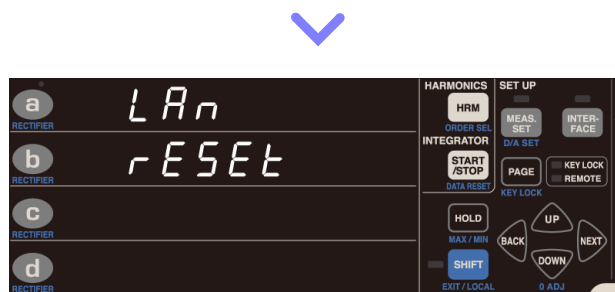 a
RECTIFIER
LAn
b
RECTIFIER
rESEt
c
RECTIFIER
d
RECTIFIER
HARMONICS
HRM
ORDER SEL
INTEGRATOR
START
/STOP
DATA RESET
HOLD
MAX / MIN
SHIFT
EXIT / LOCAL
SET UP
MEAS.
SET
D/A SET
INTER-
FACE
PAGE
KEY LOCK
KEY LOCK
REMOTE
UP
BACK
NEXT
DOWN
0 ADJ